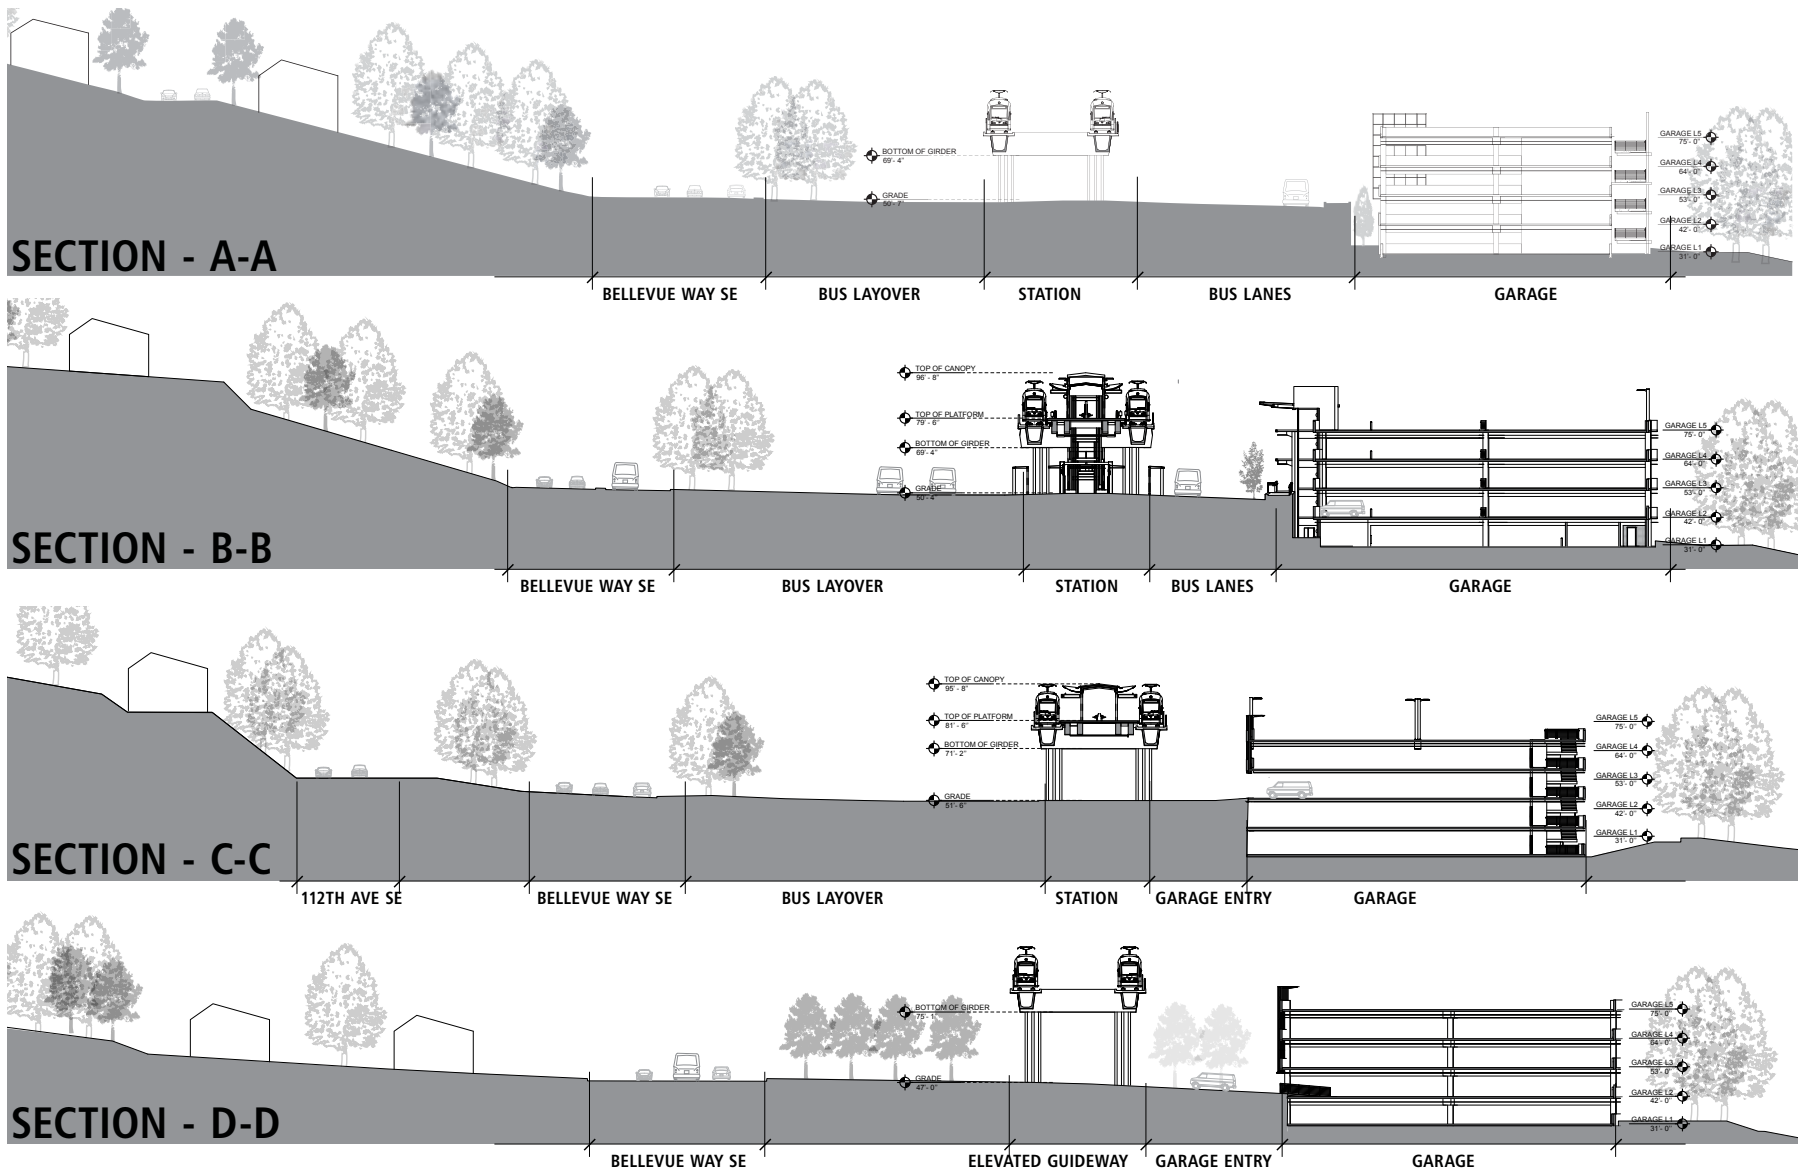 BOTTOM OF GIRDER
69'- 4"
GRADE
50'- 7"
GARAGE L5
75'- 0"
GARAGE L4
64'- 0"
GARAGE L3
53'- 0"
GARAGE L2
42'- 0"
GARAGE L1
31'- 0"
SECTION - A-A
BELLEVUE WAY SE
BUS LAYOVER
STATION
BUS LANES
GARAGE
TOP OF CANOPY
96' - 8"
TOP OF PLATFORM
79' - 6"
BOTTOM OF GIRDER
69'- 4"
GRADE
50'- 4"
GARAGE L5
75'- 0"
GARAGE L4
64'- 0"
GARAGE L3
53'- 0"
GARAGE L2
42'- 0"
GARAGE L1
31'- 0"
SECTION - B-B
BELLEVUE WAY SE
BUS LAYOVER
STATION
BUS LANES
GARAGE
TOP OF CANOPY
95' - 8"
TOP OF PLATFORM
81'- 6"
BOTTOM OF GIRDER
71'- 2"
GRADE
51'- 6"
GARAGE L5
75'- 0"
GARAGE L4
64'- 0"
GARAGE L3
53'- 0"
GARAGE L2
42'- 0"
GARAGE L1
31'- 0"
SECTION - C-C
112TH AVE SE
BELLEVUE WAY SE
BUS LAYOVER
STATION
GARAGE ENTRY
GARAGE
BOTTOM OF GIRDER
75'- 1"
GRADE
47'- 0"
GARAGE L5
75'- 0"
GARAGE L4
64'- 0"
GARAGE L3
53'- 0"
GARAGE L2
42'- 0"
GARAGE L1
31'- 0"
SECTION - D-D
BELLEVUE WAY SE
ELEVATED GUIDEWAY
GARAGE ENTRY
GARAGE